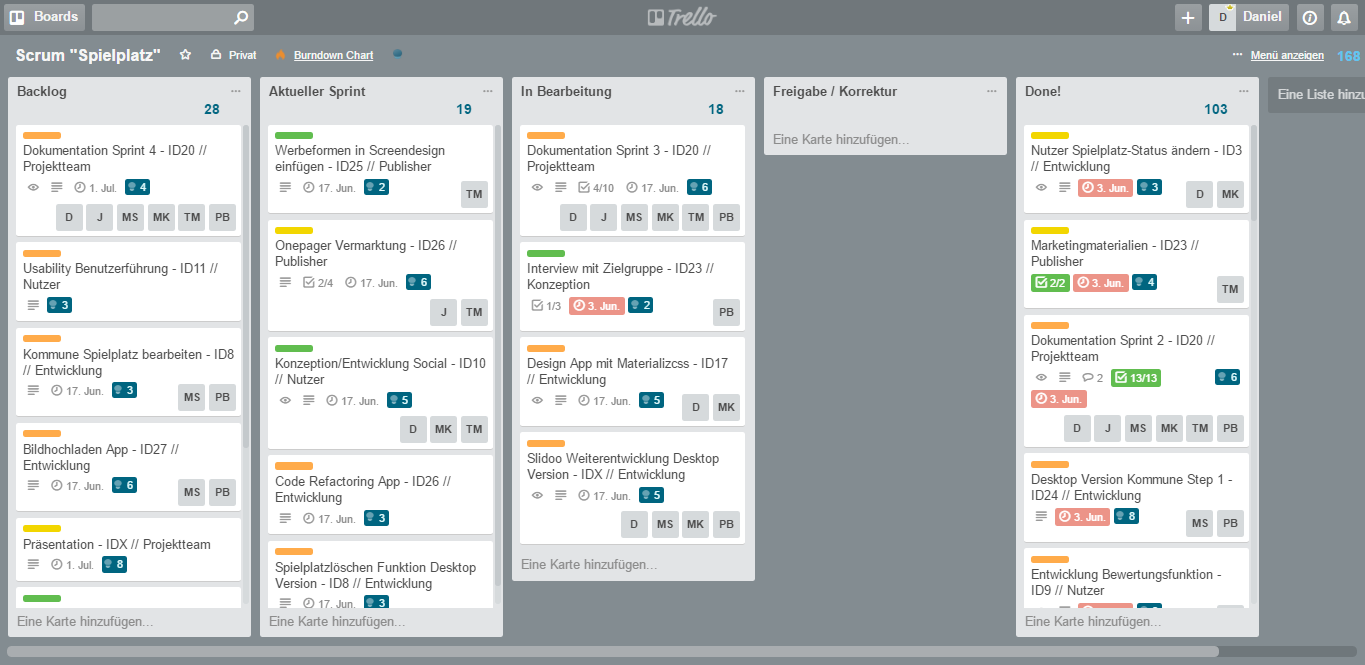 Boards
Trello
D Daniel
Scrum "Spielplatz"
Privat
Burndown Chart
Menü anzeigen
168
Backlog
28
Dokumentation Sprint 4 - ID20 //
Projektteam
1. Jul. 4
D J MS MK TM PB
Usability Benutzerführung - ID11 //
Nutzer
3
Kommune Spielplatz bearbeiten - ID8
// Entwicklung
17. Jun. 3
MS PB
Bildhochladen App - ID27 //
Entwicklung
17. Jun. 6
MS PB
Präsentation - IDX // Projektteam
1. Jul. 8
Eine Karte hinzufügen...
Aktueller Sprint
19
Werbeformen in Screendesign
einfügen - ID25 // Publisher
17. Jun. 2
TM
Onepager Vermarktung - ID26 //
Publisher
2/4 17. Jun. 6
J TM
Konzeption/Entwicklung Social - ID10
// Nutzer
17. Jun. 5
D MK TM
Code Refactoring App - ID26 //
Entwicklung
17. Jun. 3
Spielplatzlöschen Funktion Desktop
Version - ID8 // Entwicklung
17. Jun. 3
Eine Karte hinzufügen...
In Bearbeitung
18
Dokumentation Sprint 3 - ID20 //
Projektteam
4/10 17. Jun. 6
D J MS MK TM PB
Interview mit Zielgruppe - ID23 //
Konzeption
1/3 3. Jun. 2
PB
Design App mit Materializcss - ID17
// Entwicklung
17. Jun. 5
D MK
Slidoo Weiterentwicklung Desktop
Version - IDX // Entwicklung
17. Jun. 5
D MS MK PB
Eine Karte hinzufügen...
Freigabe / Korrektur
Eine Karte hinzufügen...
Done!
103
Nutzer Spielplatz-Status ändern - ID3
// Entwicklung
3. Jun. 3
D MK
Marketingmaterialien - ID23 //
Publisher
2/2 3. Jun. 4
TM
Dokumentation Sprint 2 - ID20 //
Projektteam
2 13/13 6
3. Jun.
D J MS MK TM PB
Desktop Version Kommune Step 1 -
ID24 // Entwicklung
3. Jun. 8
MS PB
Entwicklung Bewertungsfunktion -
ID9 // Nutzer
Eine Karte hinzufügen...
Eine Liste hinzu